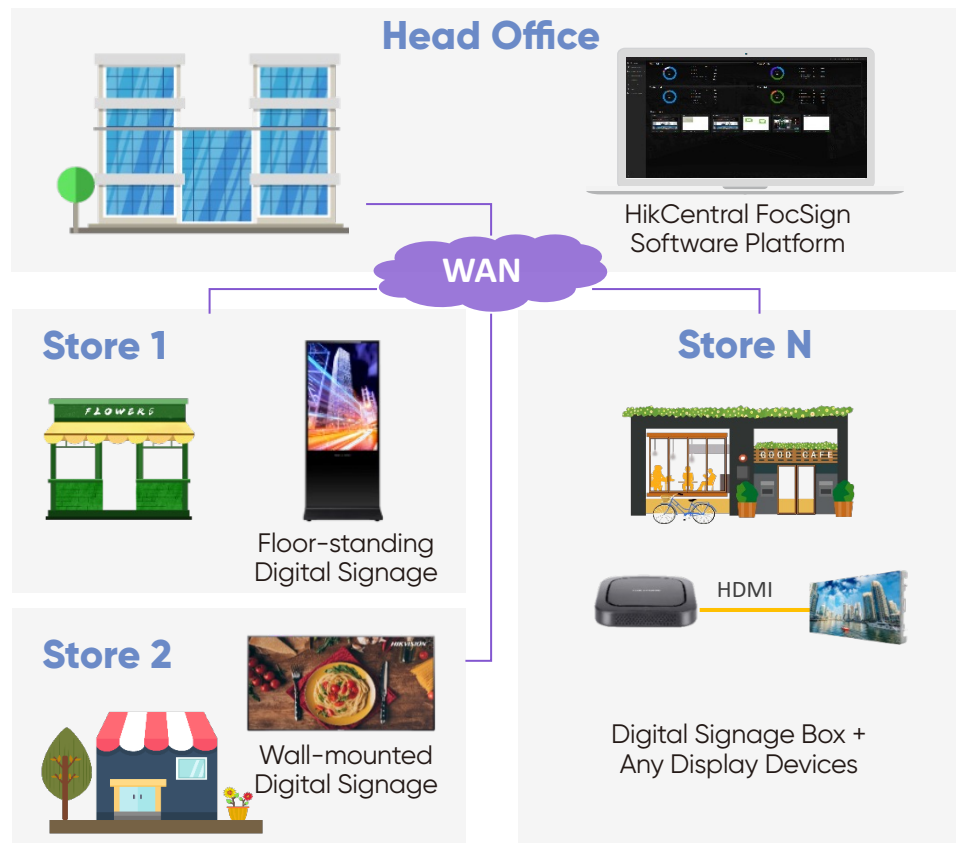 Head Office
HikCentral FocSign
Software Platform
WAN
Store 1
FLOWERS
Floor-standing
Digital Signage
Store 2
HIKVISION
Wall-mounted
Digital Signage
Store N
GOOD CAFE
HDMI
Digital Signage Box +
Any Display Devices